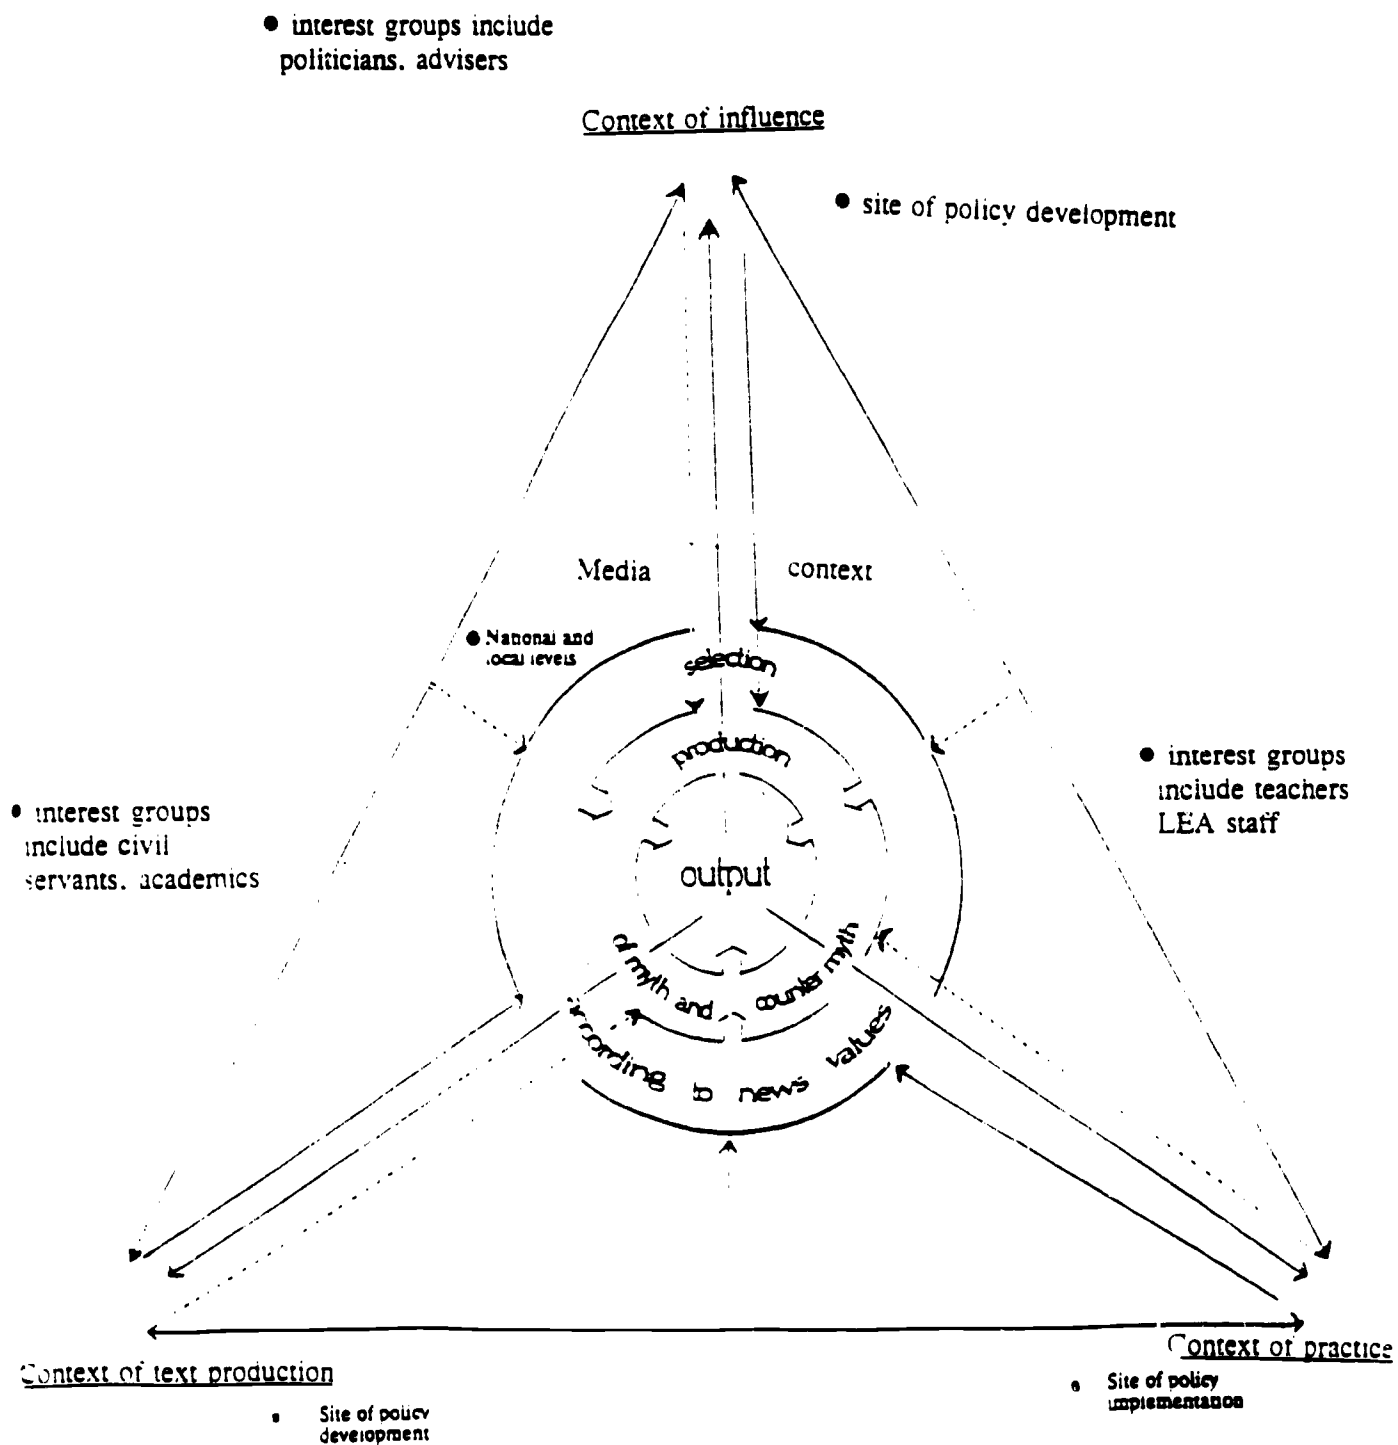 ● interest groups include
politicians. advisers
Context of influence
● site of policy development
Media context
● National and
local levels
selection
production
output
of myth and counter myth
according to news values
● interest groups
include teachers
LEA staff
● interest groups
include civil
servants. academics
Context of text production
Context of practice
● Site of policy
implementation
● Site of policy
development